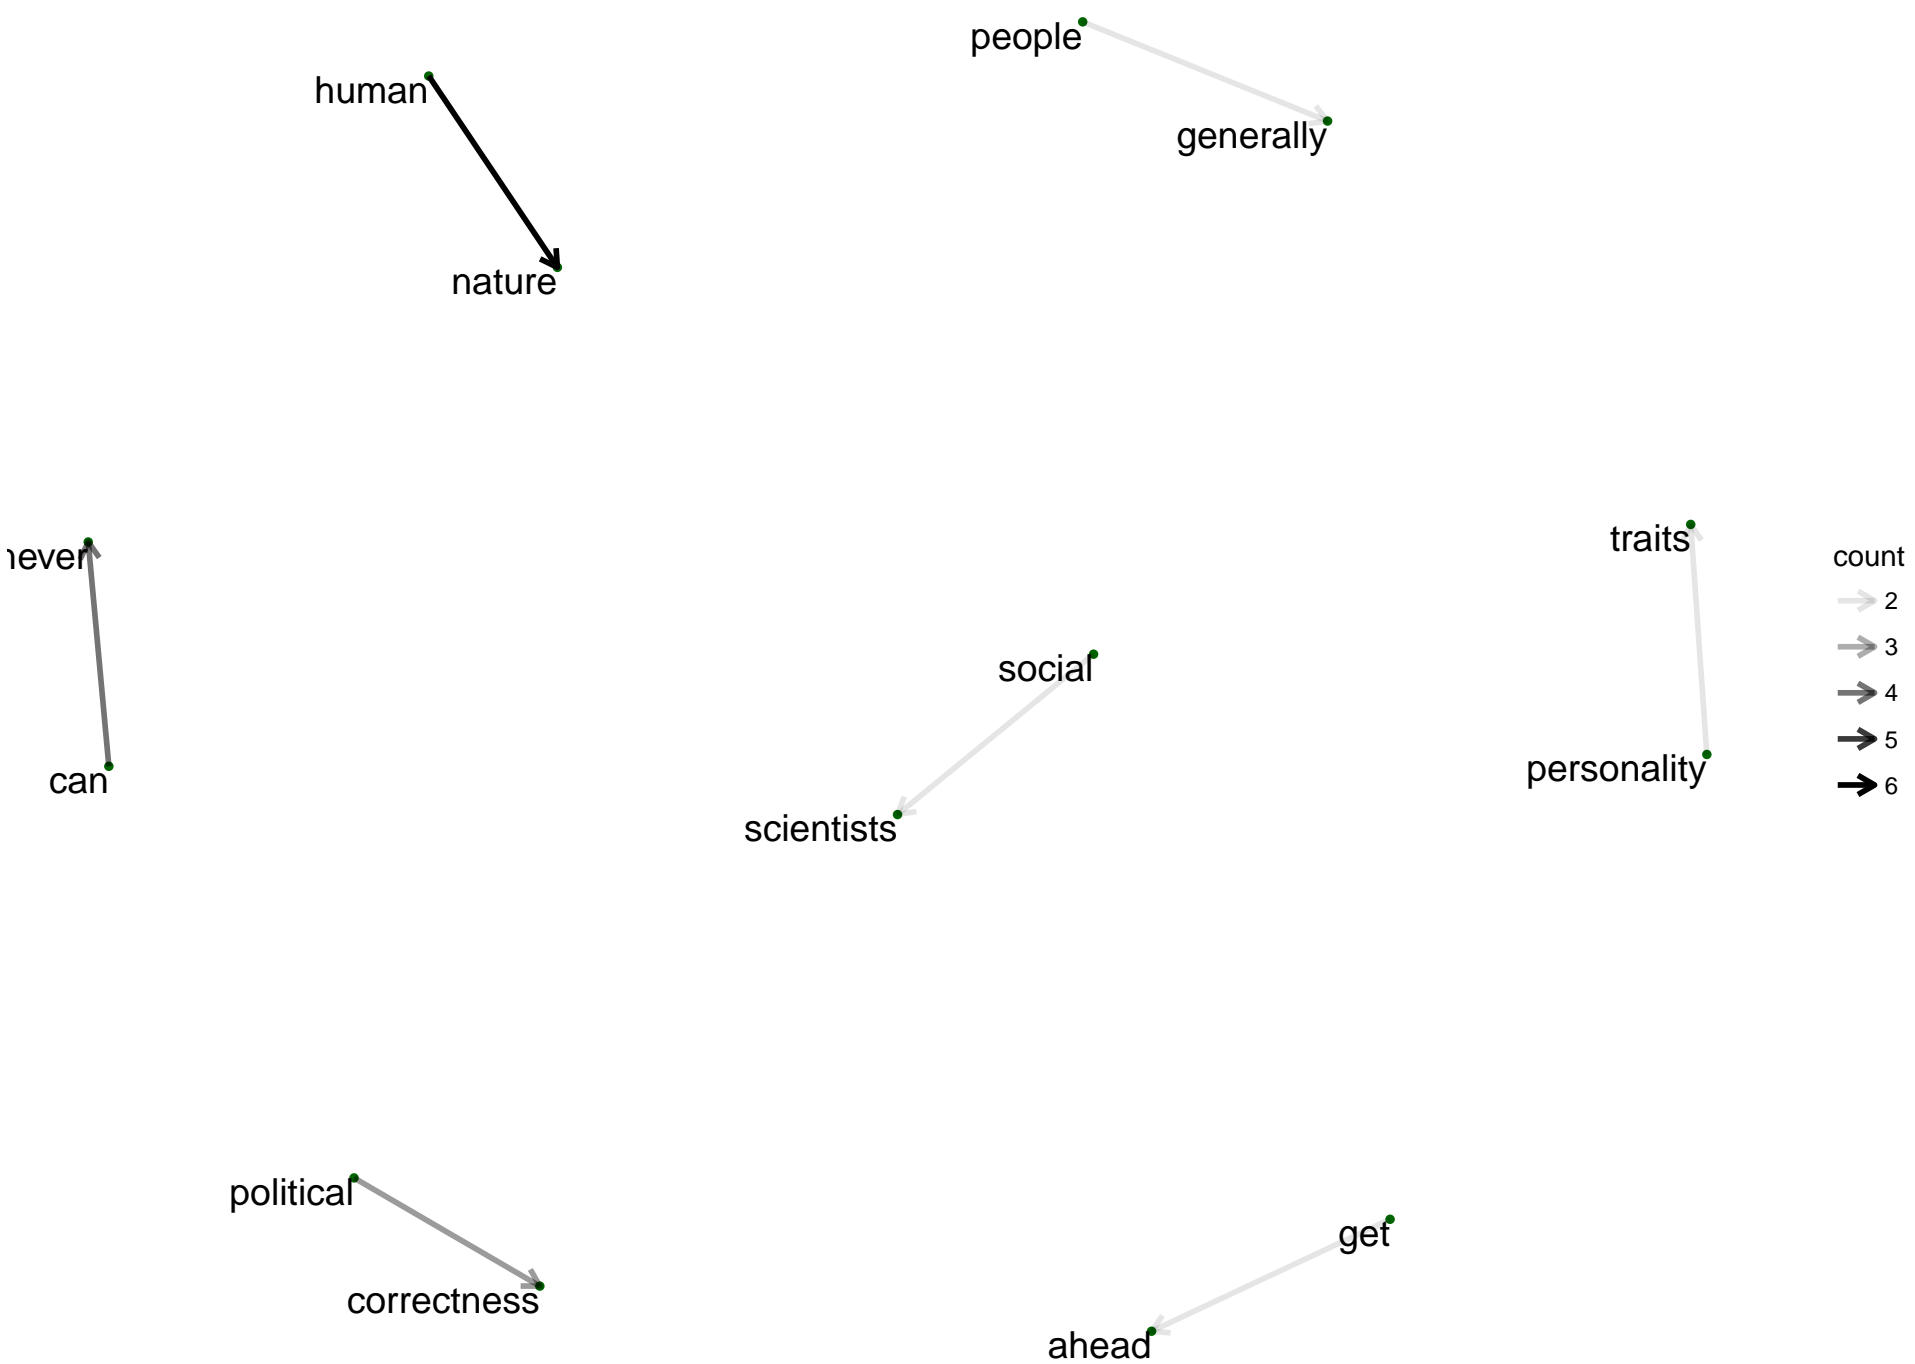 people
human
generally
nature
never
traits
count
2
social
3
4
5
personality
can
6
scientists
political
get
correctness
ahead